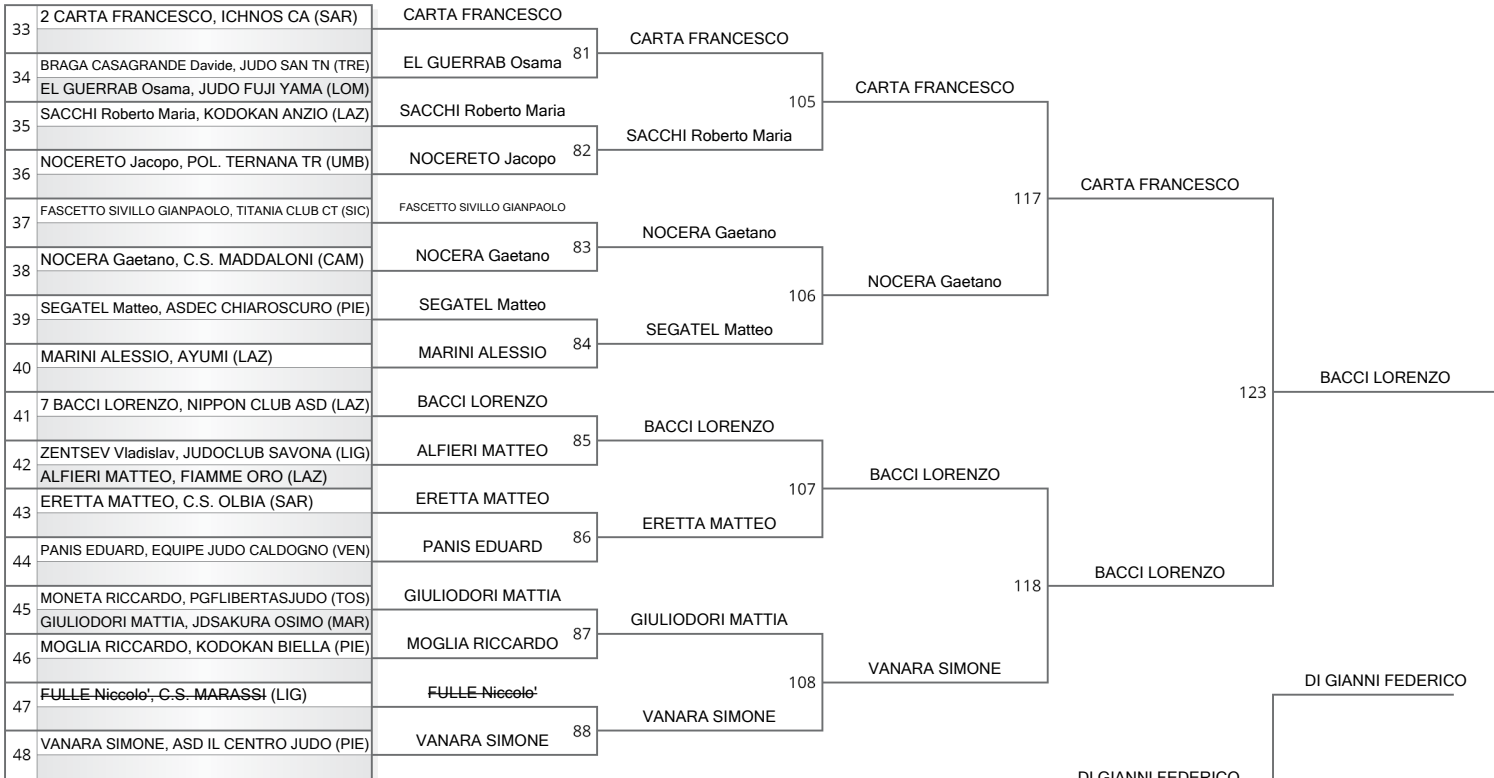 33
2 CARTA FRANCESCO, ICHNOS CA (SAR)
34
BRAGA CASAGRANDE Davide, JUDO SAN TN (TRE)
EL GUERRAB Osama, JUDO FUJI YAMA (LOM)
35
SACCHI Roberto Maria, KODOKAN ANZIO (LAZ)
36
NOCERETO Jacopo, POL. TERNANA TR (UMB)
37
FASCETTO SIVILLO GIANPAOLO, TITANIA CLUB CT (SIC)
38
NOCERA Gaetano, C.S. MADDALONI (CAM)
39
SEGATEL Matteo, ASDEC CHIAROSCURO (PIE)
40
MARINI ALESSIO, AYUMI (LAZ)
41
7 BACCI LORENZO, NIPPON CLUB ASD (LAZ)
42
ZENTSEV Vladislav, JUDOCLUB SAVONA (LIG)
ALFIERI MATTEO, FIAMME ORO (LAZ)
43
ERETTA MATTEO, C.S. OLBIA (SAR)
44
PANIS EDUARD, EQUIPE JUDO CALDOGNO (VEN)
45
MONETA RICCARDO, PGFLIBERTASJUDO (TOS)
GIULIODORI MATTIA, JDSAKURA OSIMO (MAR)
46
MOGLIA RICCARDO, KODOKAN BIELLA (PIE)
47
FULLE Niccolo', C.S. MARASSI (LIG)
48
VANARA SIMONE, ASD IL CENTRO JUDO (PIE)
CARTA FRANCESCO
EL GUERRAB Osama
81
SACCHI Roberto Maria
NOCERETO Jacopo
82
FASCETTO SIVILLO GIANPAOLO
NOCERA Gaetano
83
SEGATEL Matteo
MARINI ALESSIO
84
BACCI LORENZO
ALFIERI MATTEO
85
ERETTA MATTEO
PANIS EDUARD
86
GIULIODORI MATTIA
MOGLIA RICCARDO
87
FULLE Niccolo'
VANARA SIMONE
88
CARTA FRANCESCO
SACCHI Roberto Maria
105
NOCERA Gaetano
SEGATEL Matteo
106
BACCI LORENZO
ERETTA MATTEO
107
GIULIODORI MATTIA
VANARA SIMONE
108
CARTA FRANCESCO
NOCERA Gaetano
117
BACCI LORENZO
VANARA SIMONE
118
CARTA FRANCESCO
BACCI LORENZO
123
BACCI LORENZO
DI GIANNI FEDERICO
DI GIANNI FEDERICO